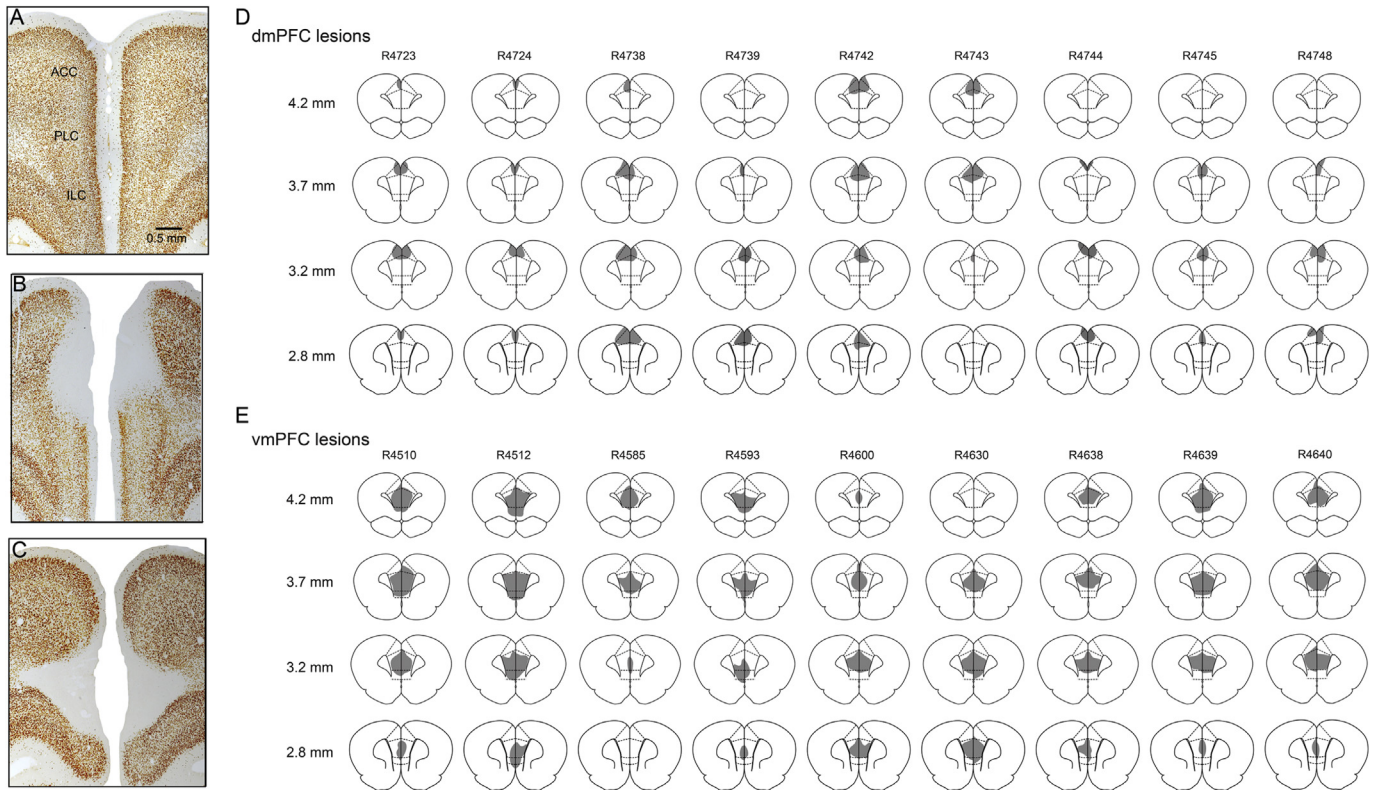 A
ACC
PLC
ILC
0.5 mm
B
C
D
dmPFC lesions
R4723 R4724 R4738 R4739 R4742 R4743 R4744 R4745 R4748
4.2 mm
3.7 mm
3.2 mm
2.8 mm
E
vmPFC lesions
R4510 R4512 R4585 R4593 R4600 R4630 R4638 R4639 R4640
4.2 mm
3.7 mm
3.2 mm
2.8 mm